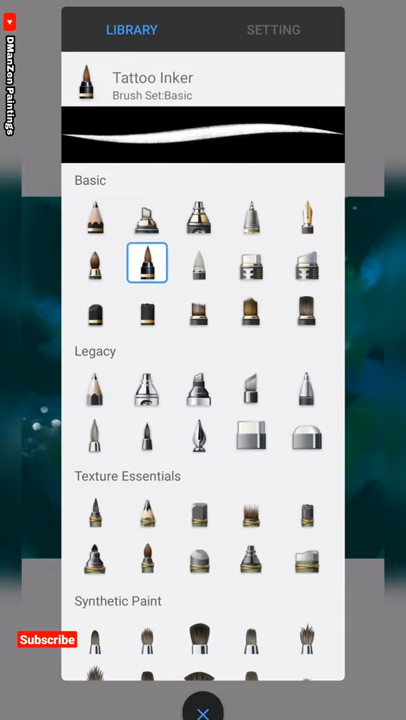 LIBRARY
SETTING
DManZen Paintings
Tattoo Inker
Brush Set:Basic
Basic
Legacy
Texture Essentials
Synthetic Paint
Subscribe